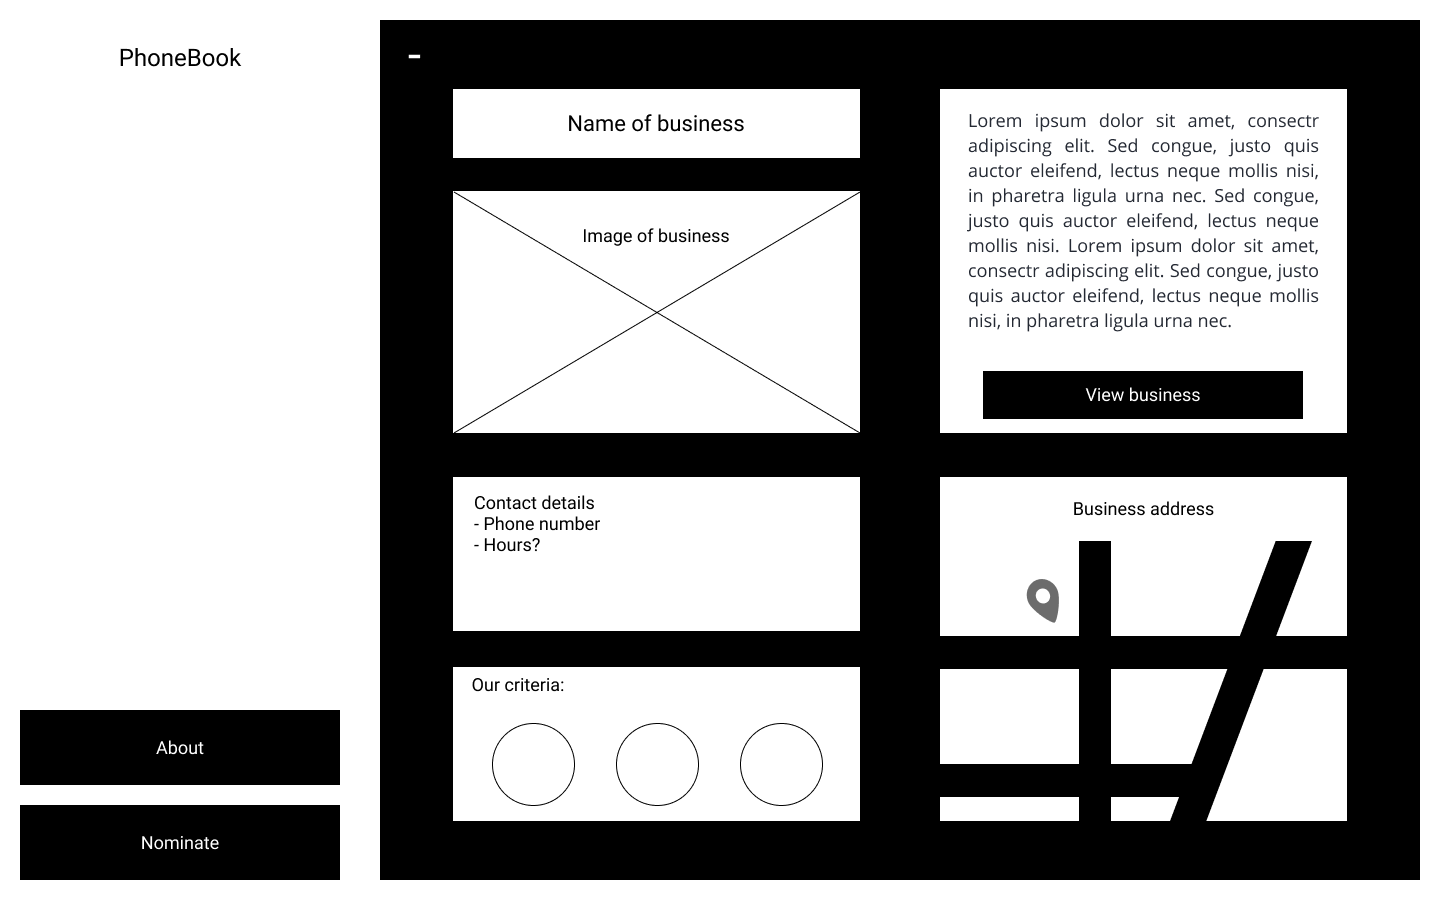 PhoneBook
-
Name of business
Image of business
Contact details
- Phone number
- Hours?
Our criteria:
Lorem ipsum dolor sit amet, consectr
adipiscing elit. Sed congue, justo quis
auctor eleifend, lectus neque mollis nisi,
in pharetra ligula urna nec. Sed congue,
justo quis auctor eleifend, lectus neque
mollis nisi. Lorem ipsum dolor sit amet,
consectr adipiscing elit. Sed congue, justo
quis auctor eleifend, lectus neque mollis
nisi, in pharetra ligula urna nec.
View business
Business address
About
Nominate